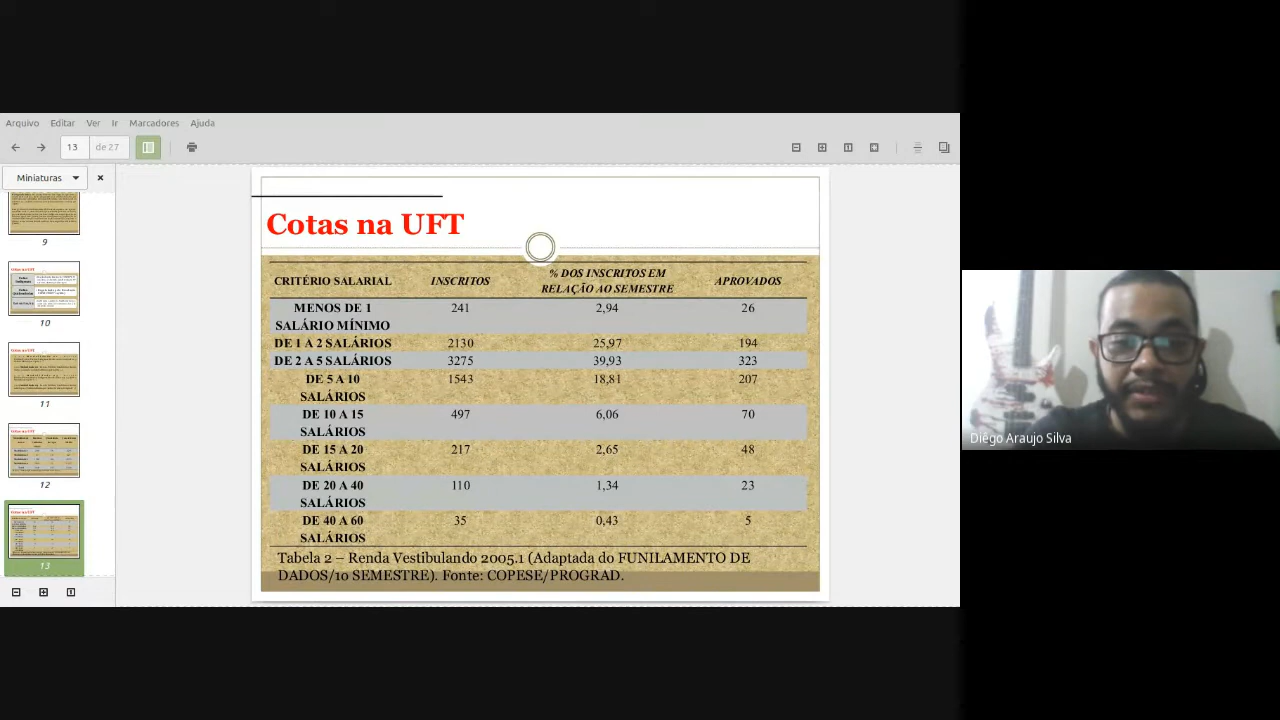 Arquivo Editar Ver Ir Marcadores Ajuda
13 de 27
Miniaturas
9
10
11
12
13
Cotas na UFT
CRITÉRIO SALARIAL INSCRITOS % DOS INSCRITOS EM RELAÇÃO AO SEMESTRE APROVADOS
MENOS DE 1 SALÁRIO MÍNIMO 241 2,94 26
DE 1 A 2 SALÁRIOS 2130 25,97 194
DE 2 A 5 SALÁRIOS 3275 39,93 323
DE 5 A 10 SALÁRIOS 1543 18,81 207
DE 10 A 15 SALÁRIOS 497 6,06 70
DE 15 A 20 SALÁRIOS 217 2,65 48
DE 20 A 40 SALÁRIOS 110 1,34 23
DE 40 A 60 SALÁRIOS 35 0,43 5
Tabela 2 – Renda Vestibulando 2005.1 (Adaptada do FUNILAMENTO DE
DADOS/1o SEMESTRE). Fonte: COPESE/PROGRAD.
Diêgo Araujo Silva